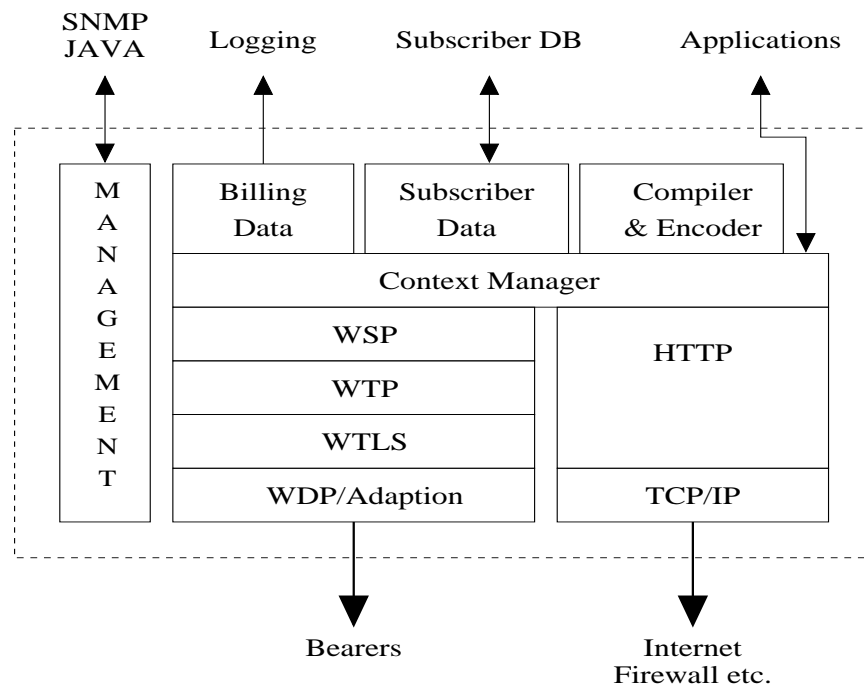 SNMP
JAVA
Logging
Subscriber DB
Applications
M
A
N
A
G
E
M
E
N
T
Billing
Data
Subscriber
Data
Compiler
& Encoder
Context Manager
WSP
WTP
WTLS
WDP/Adaption
HTTP
TCP/IP
Bearers
Internet
Firewall etc.